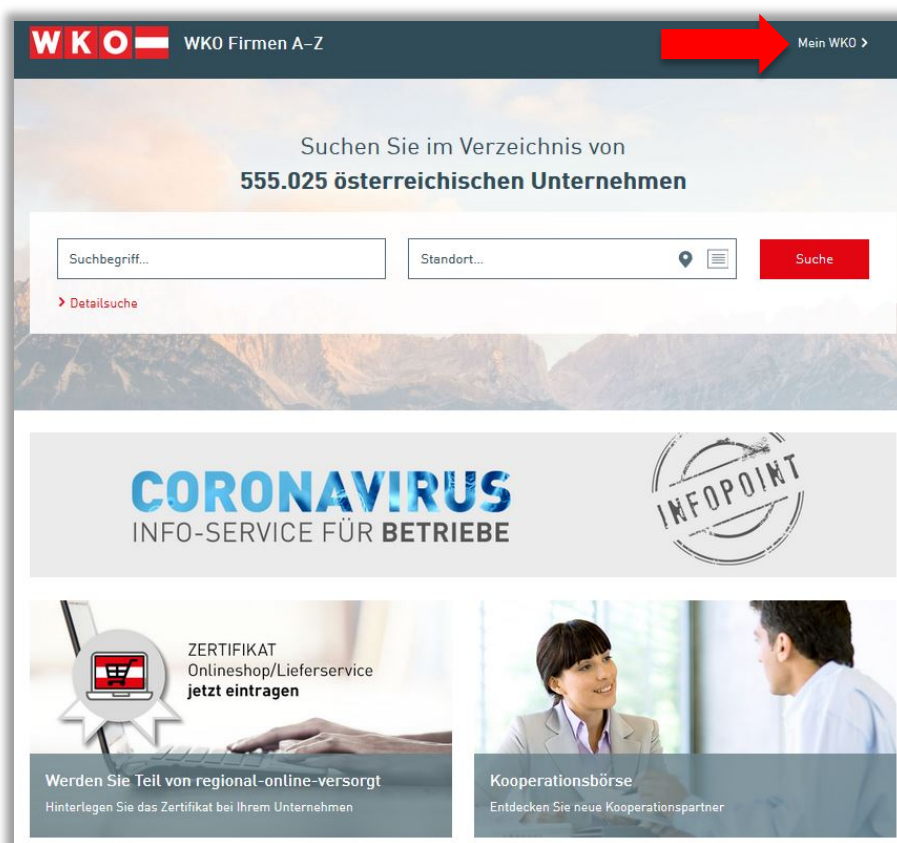 WKO WKO Firmen A–Z Mein WKO >
Suchen Sie im Verzeichnis von
555.025 österreichischen Unternehmen
Suchbegriff... Standort... Suche
> Detailsuche
CORONAVIRUS
INFO-SERVICE FÜR BETRIEBE
INFOPOINT
ZERTIFIKAT
Onlineshop/Lieferservice
jetzt eintragen
Werden Sie Teil von regional-online-versorgt
Hinterlegen Sie das Zertifikat bei Ihrem Unternehmen
Kooperationsbörse
Entdecken Sie neue Kooperationspartner